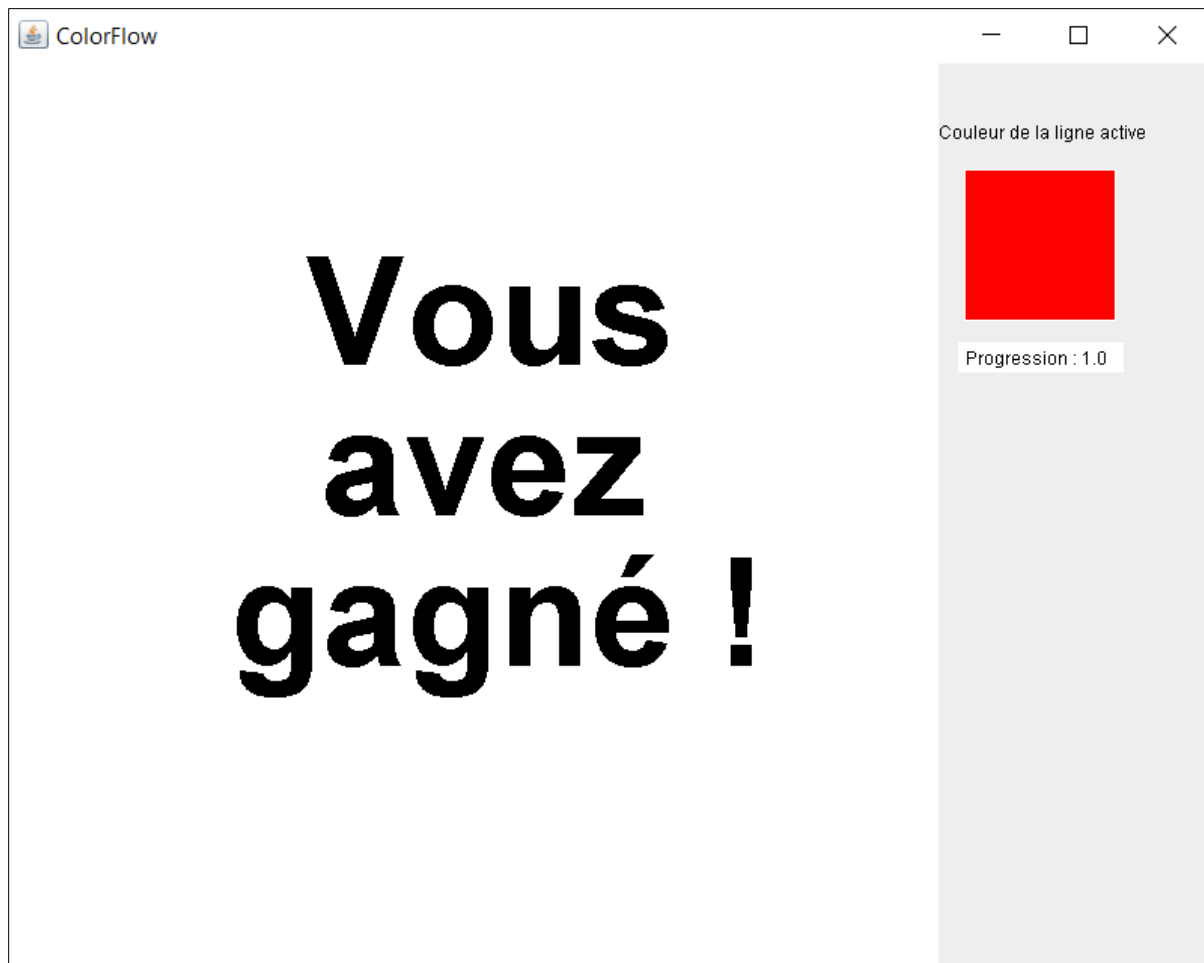 ColorFlow
Couleur de la ligne active
Progression : 1.0
Vous
avez
gagné !